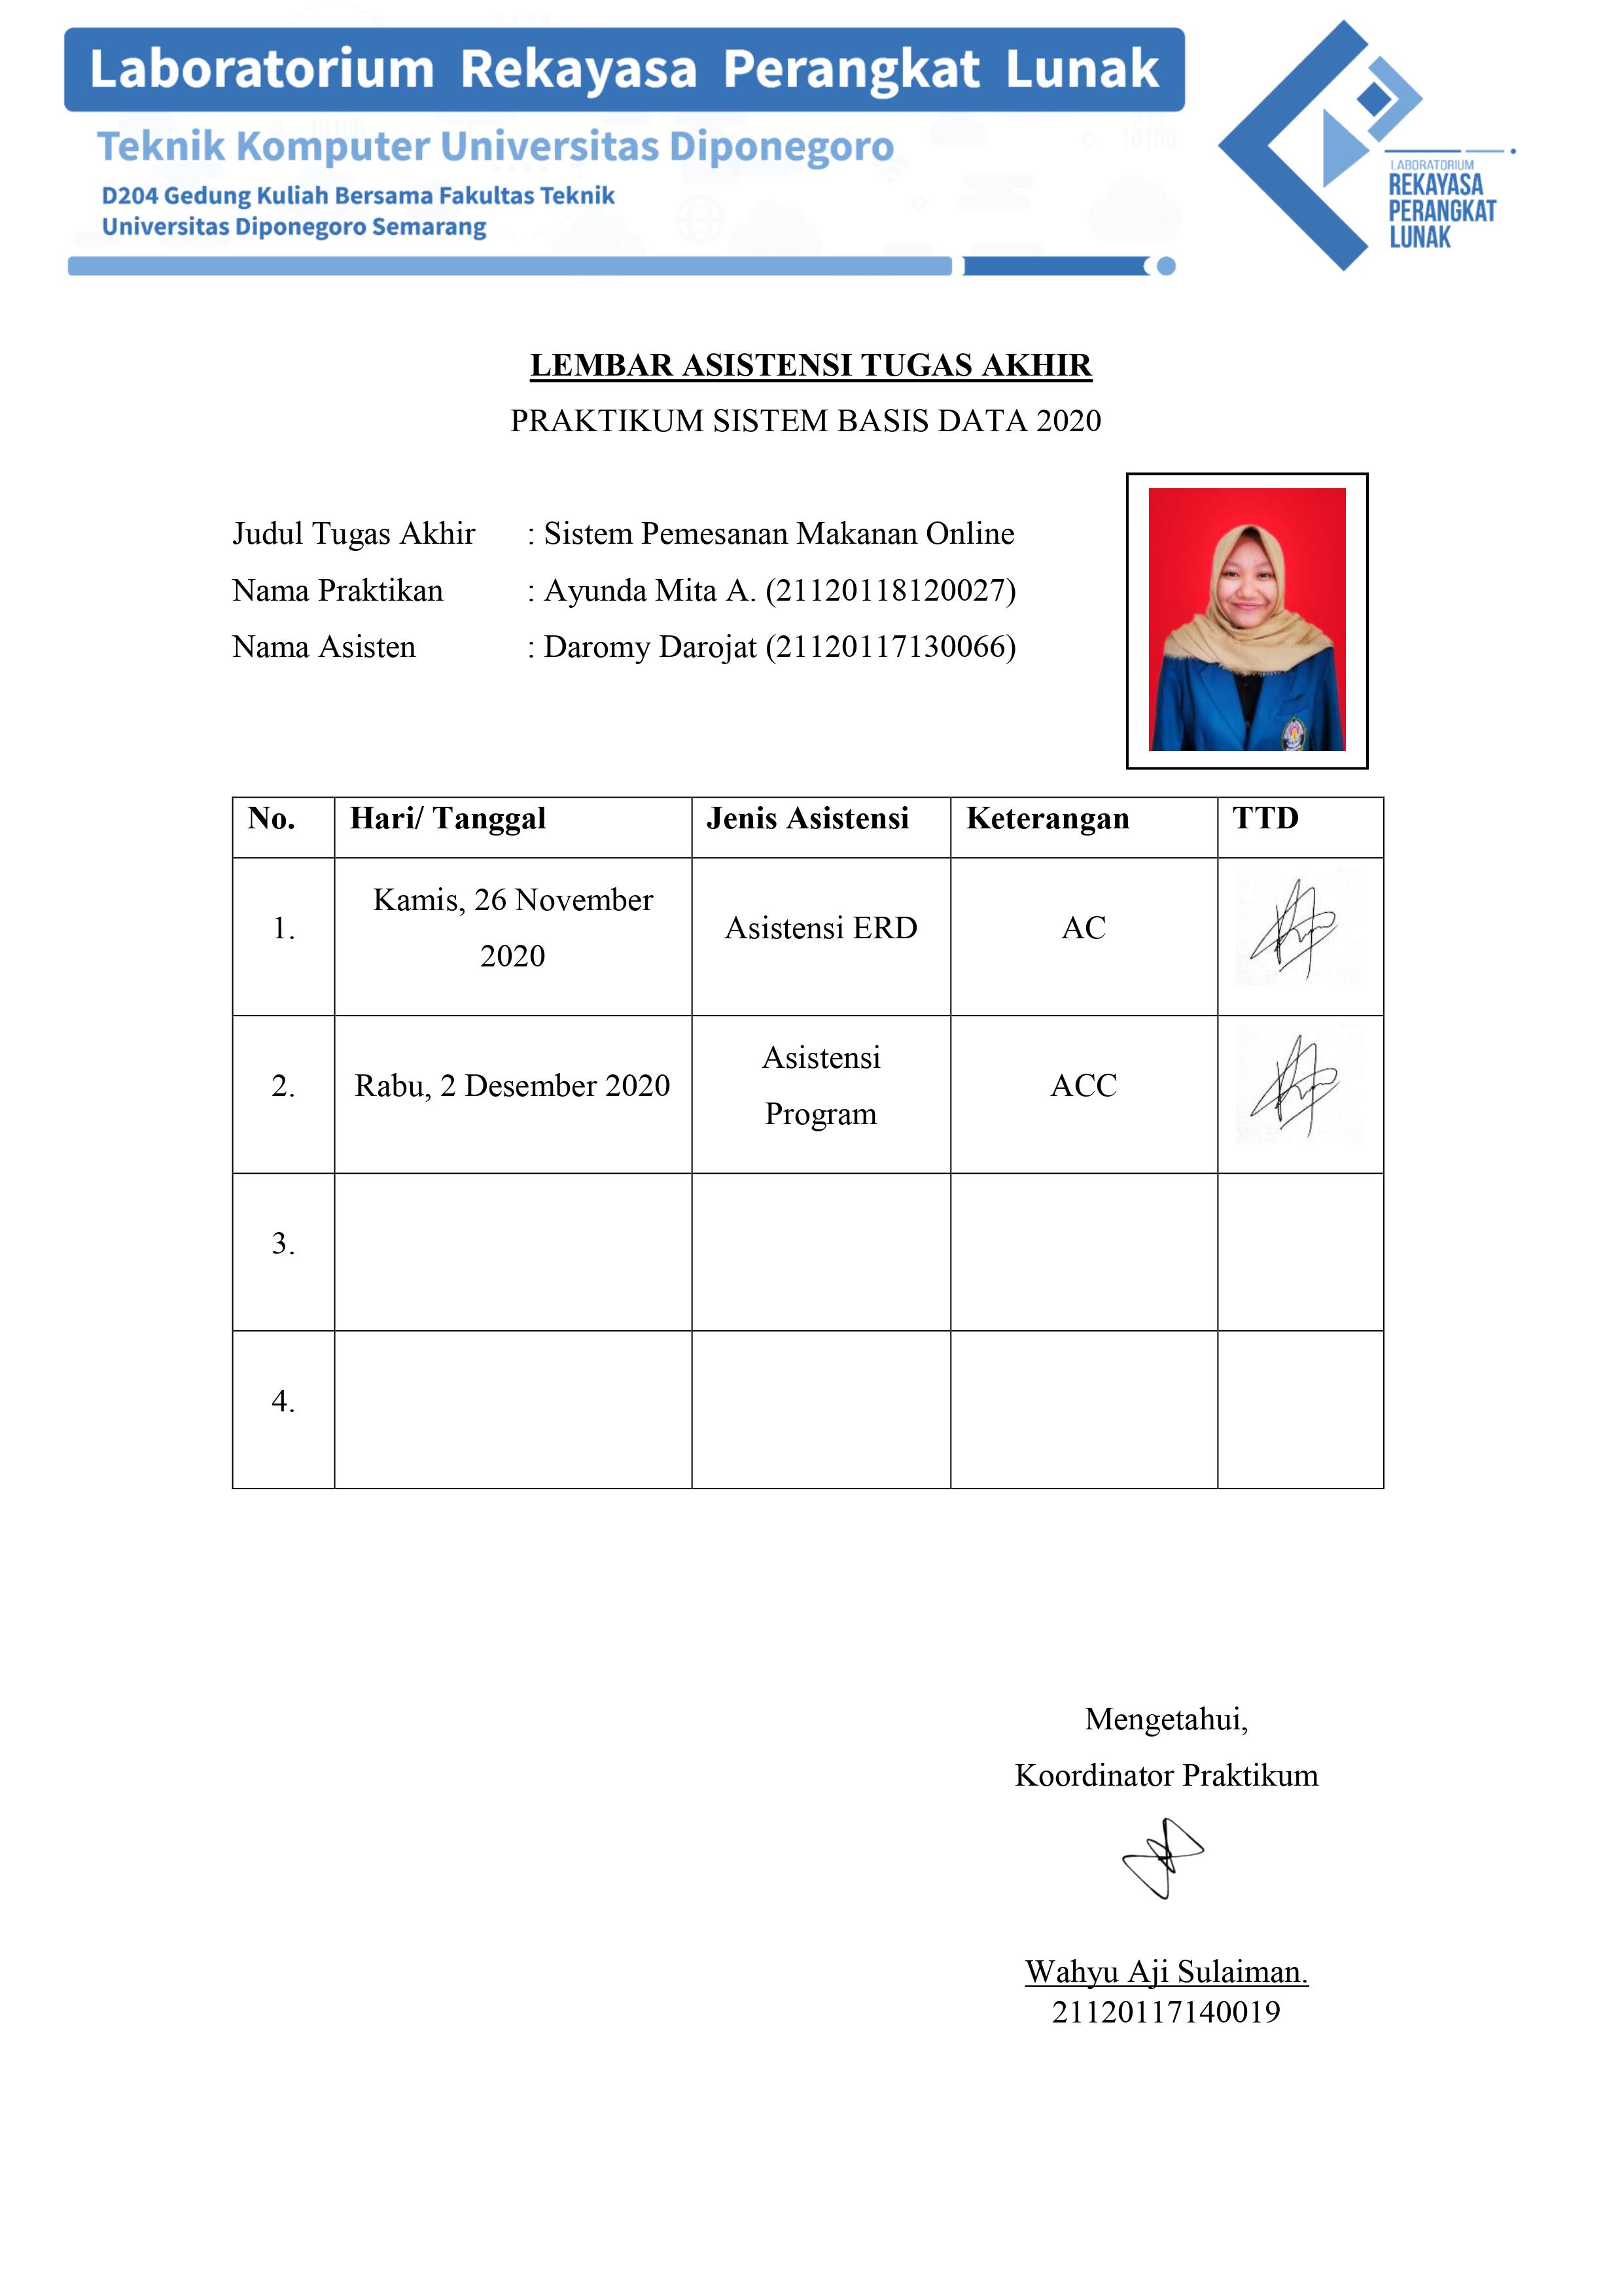 Laboratorium Rekayasa Perangkat Lunak
Teknik Komputer Universitas Diponegoro
D204 Gedung Kuliah Bersama Fakultas Teknik
Universitas Diponegoro Semarang
LABORATORIUM
REKAYASA
PERANGKAT
LUNAK
LEMBAR ASISTENSI TUGAS AKHIR
PRAKTIKUM SISTEM BASIS DATA 2020
Judul Tugas Akhir : Sistem Pemesanan Makanan Online
Nama Praktikan : Ayunda Mita A. (21120118120027)
Nama Asisten : Daromy Darojat (21120117130066)
No. Hari/ Tanggal Jenis Asistensi Keterangan TTD
1. Kamis, 26 November 2020 Asistensi ERD AC
2. Rabu, 2 Desember 2020 Asistensi Program ACC
3.
4.
Mengetahui,
Koordinator Praktikum
Wahyu Aji Sulaiman.
21120117140019